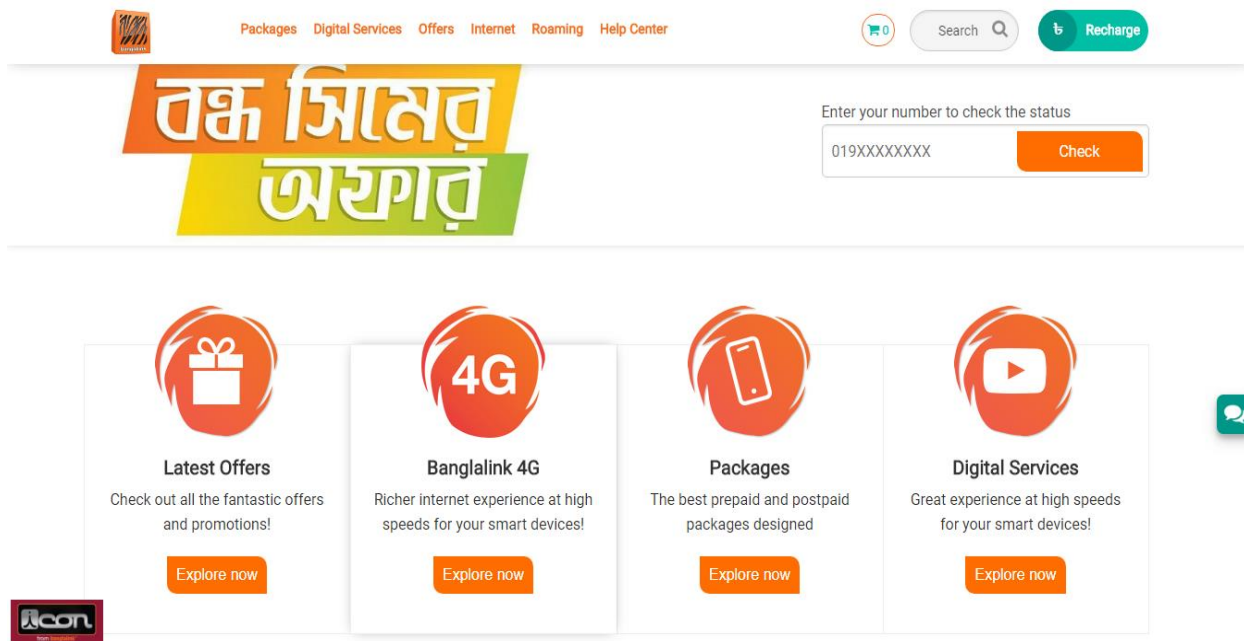 banglalink
Packages Digital Services Offers Internet Roaming Help Center
0
Search
৳ Recharge
বন্ধ সিমের
অফার
Enter your number to check the status
019XXXXXXXX
Check
4G
Latest Offers
Check out all the fantastic offers
and promotions!
Explore now
Banglalink 4G
Richer internet experience at high
speeds for your smart devices!
Explore now
Packages
The best prepaid and postpaid
packages designed
Explore now
Digital Services
Great experience at high speeds
for your smart devices!
Explore now
icon
from banglalink